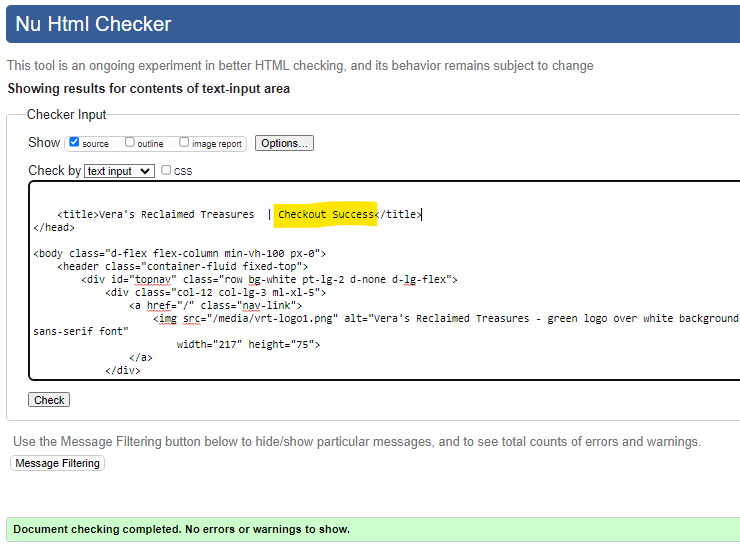 Nu Html Checker
This tool is an ongoing experiment in better HTML checking, and its behavior remains subject to change
Showing results for contents of text-input area
Checker Input
Show source outline image report Options...
Check by text input CSS
<title>Vera's Reclaimed Treasures  | Checkout Success</title>
</head>
<body class="d-flex flex-column min-vh-100 px-0">
<header class="container-fluid fixed-top">
<div id="topnav" class="row bg-white pt-lg-2 d-none d-lg-flex">
<div class="col-12 col-lg-3 ml-xl-5">
<a href="/" class="nav-link">
<img src="/media/vrt-logo1.png" alt="Vera's Reclaimed Treasures - green logo over white background
sans-serif font"
width="217" height="75">
</a>
</div>
Check
Use the Message Filtering button below to hide/show particular messages, and to see total counts of errors and warnings.
Message Filtering
Document checking completed. No errors or warnings to show.